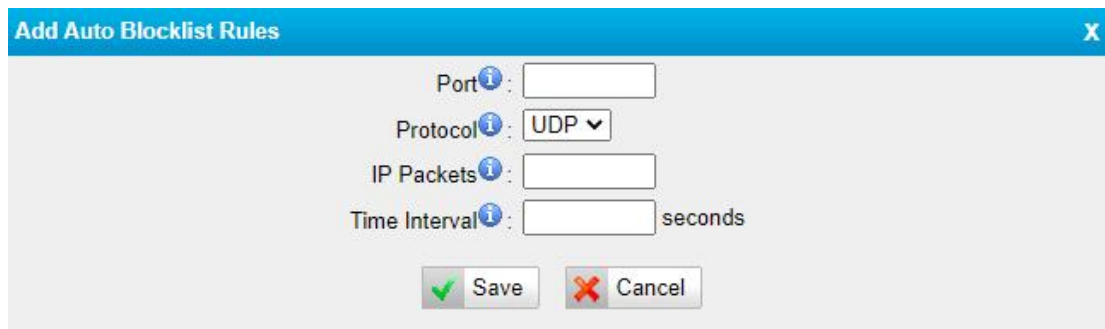 Add Auto Blocklist Rules X
Port i :
Protocol i : UDP
IP Packets i :
Time Interval i : seconds
Save Cancel